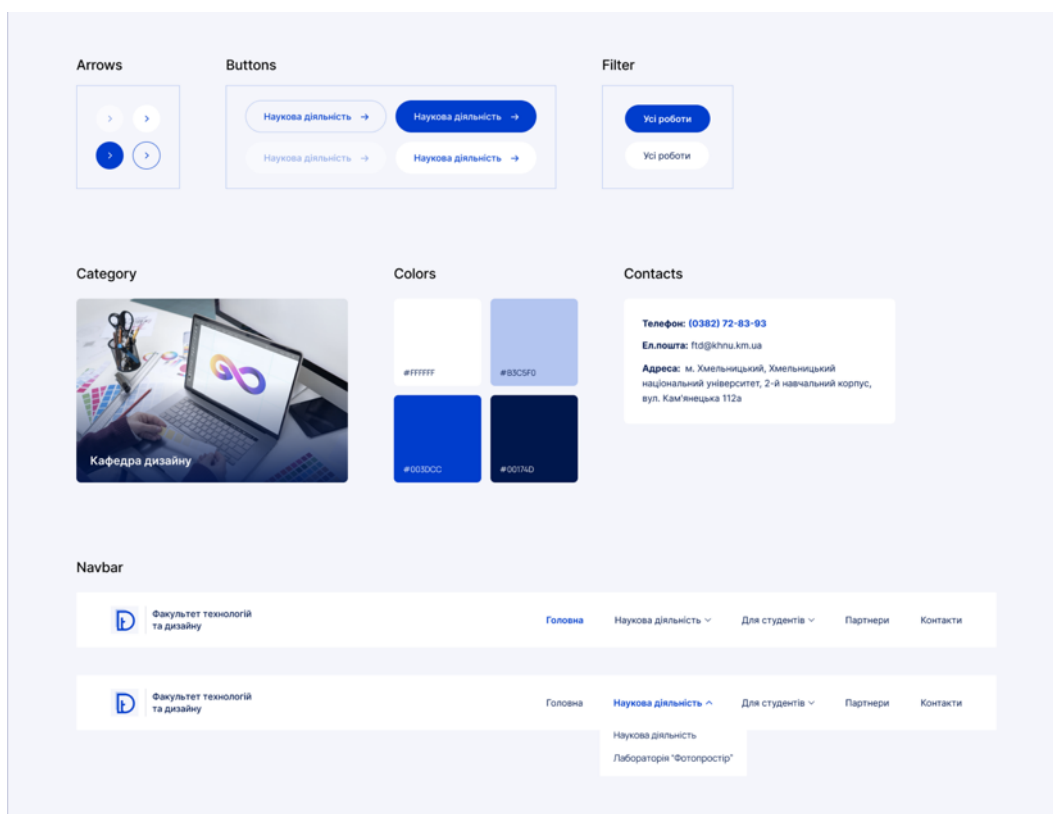 Arrows
Buttons
Filter
Наукова діяльність →
Наукова діяльність →
Усі роботи
Наукова діяльність →
Наукова діяльність →
Усі роботи
Category
Colors
Contacts
Кафедра дизайну
#FFFFFF
#B3C5F0
#003DCC
#00174D
Телефон: (0382) 72-83-93
Ел.пошта: ftd@khnu.km.ua
Адреса: м. Хмельницький, Хмельницький
національний університет, 2-й навчальний корпус,
вул. Кам'янецька 112а
Navbar
Факультет технологій
та дизайну
Головна
Наукова діяльність
Для студентів
Партнери
Контакти
Факультет технологій
та дизайну
Головна
Наукова діяльність
Для студентів
Партнери
Контакти
Наукова діяльність
Лабораторія "Фотопростір"